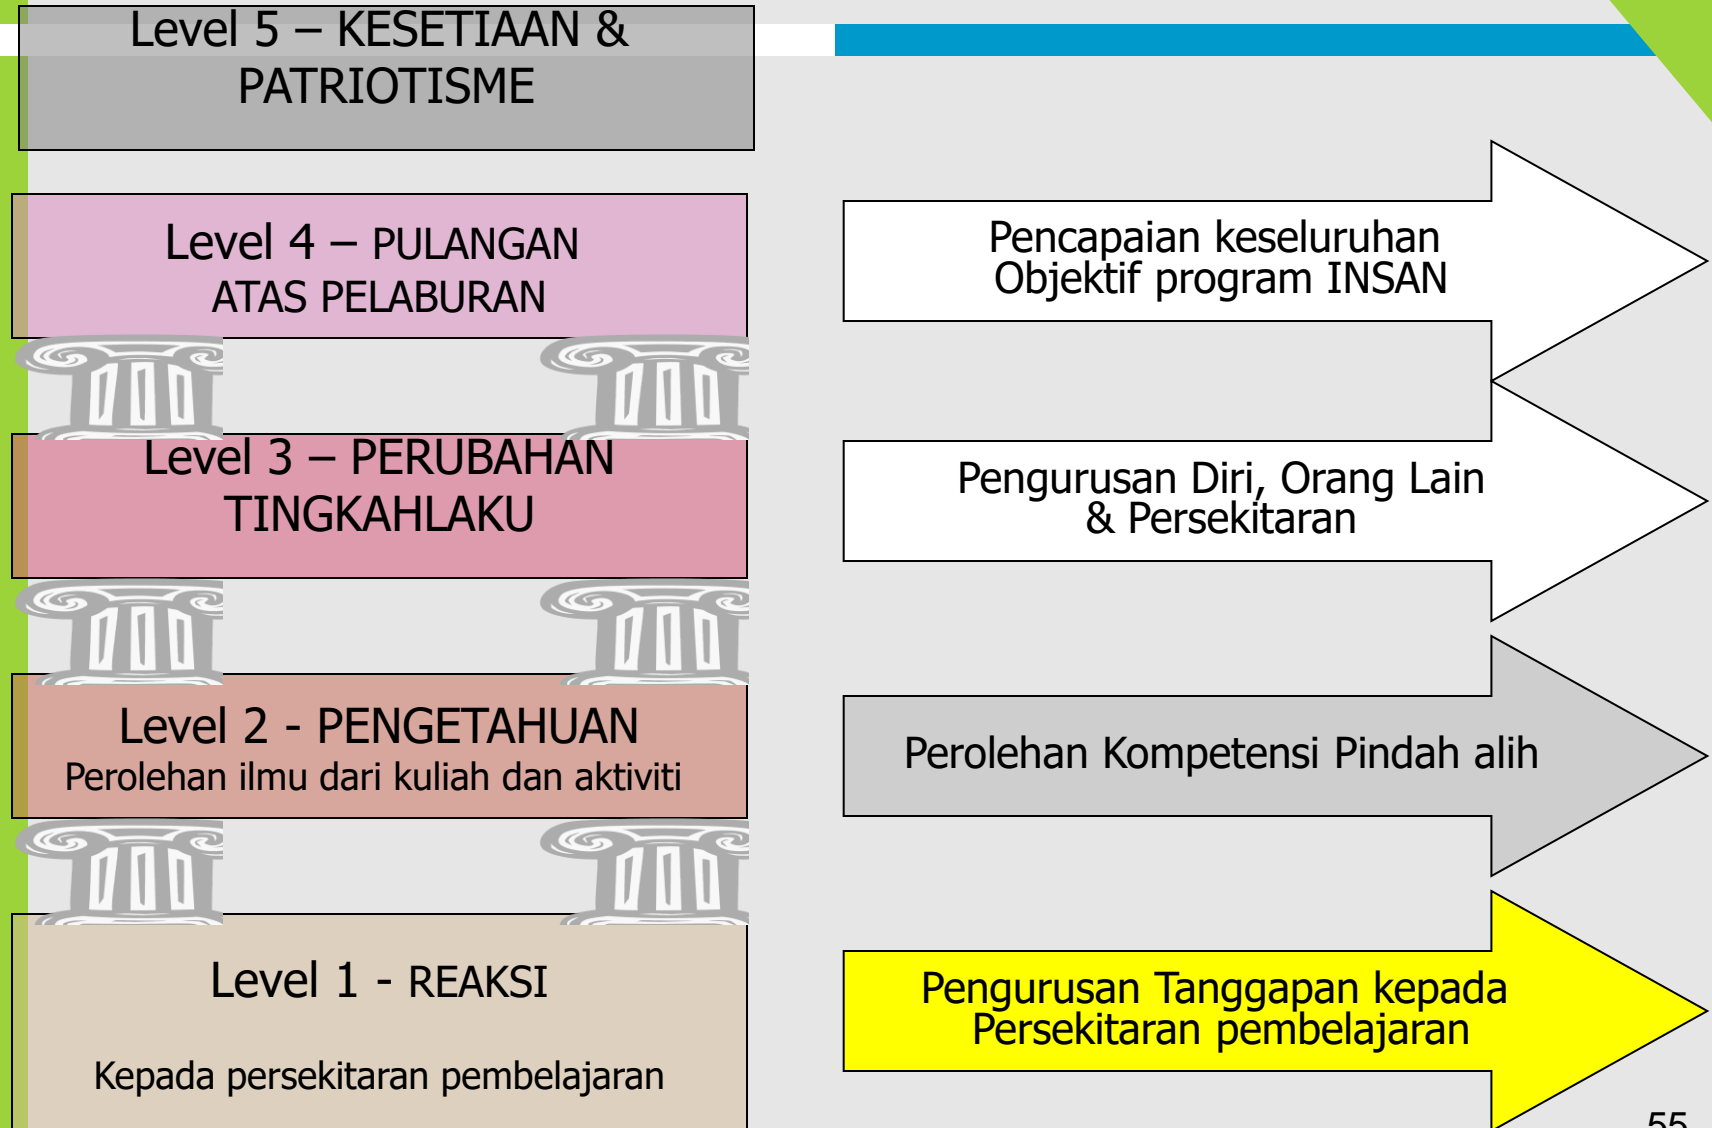 Level 5 – KESETIAAN &
PATRIOTISME
Level 4 – PULANGAN
ATAS PELABURAN
Pencapaian keseluruhan
Objektif program INSAN
Level 3 – PERUBAHAN
TINGKAHLAKU
Pengurusan Diri, Orang Lain
& Persekitaran
Level 2 - PENGETAHUAN
Perolehan ilmu dari kuliah dan aktiviti
Perolehan Kompetensi Pindah alih
Level 1 - REAKSI
Kepada persekitaran pembelajaran
Pengurusan Tanggapan kepada
Persekitaran pembelajaran
55